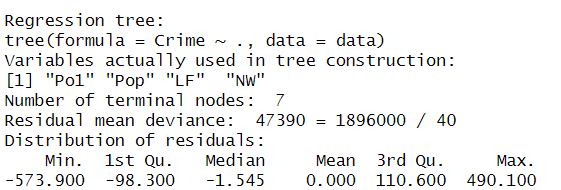 Regression tree:
tree(formula = Crime ~ ., data = data)
Variables actually used in tree construction:
[1] "Po1" "Pop" "LF"  "NW"
Number of terminal nodes:  7
Residual mean deviance:  47390 = 1896000 / 40
Distribution of residuals:
    Min.  1st Qu.   Median     Mean  3rd Qu.     Max.
-573.900  -98.300   -1.545    0.000  110.600  490.100